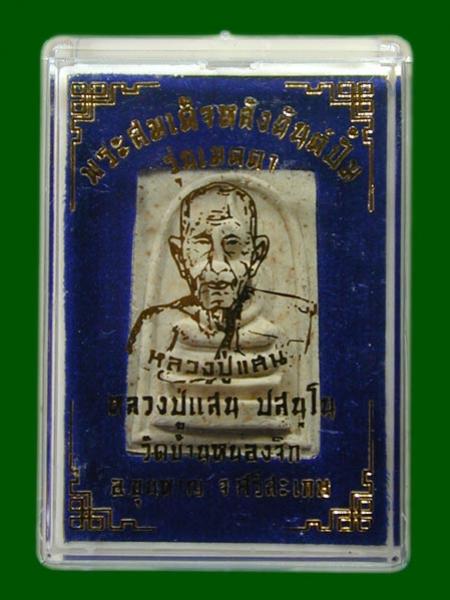 พระสมเด็จหลังยันต์ปั๊ม
รุ่นเมตตา
หลวงปู่แสน
หลวงปู่แสน ปสนฺโน
วัดบ้านหนองจิก
อ.ขุนหาญ จ.ศรีสะเกษ